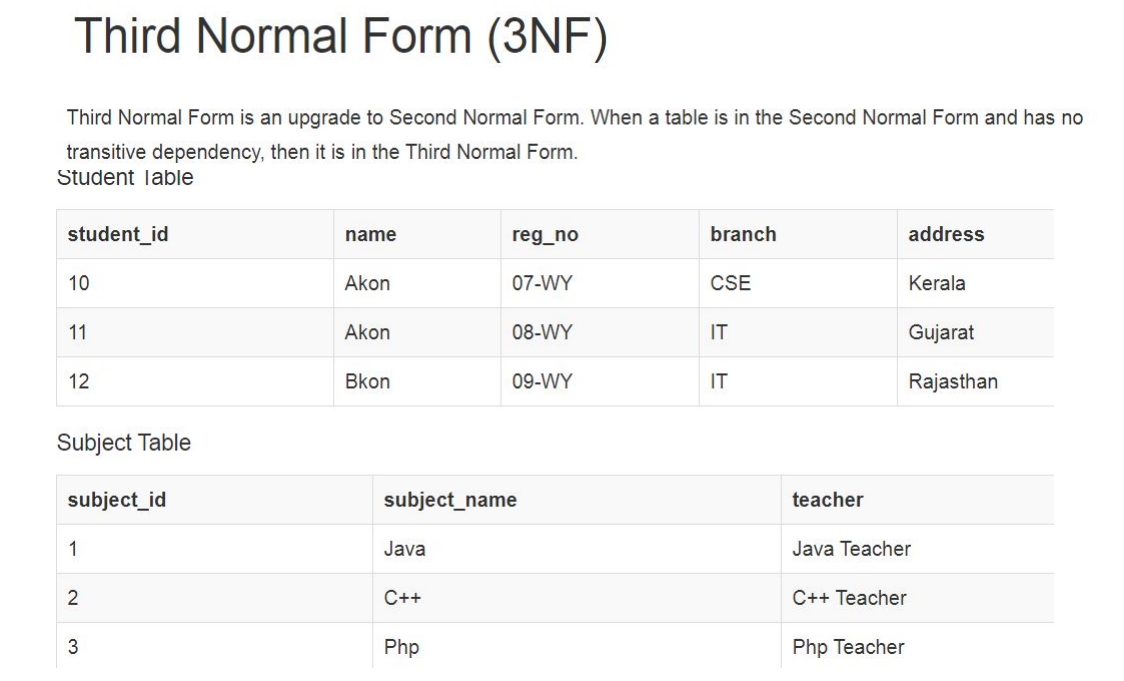 Third Normal Form (3NF)
Third Normal Form is an upgrade to Second Normal Form. When a table is in the Second Normal Form and has no
transitive dependency, then it is in the Third Normal Form.
Student Table
student_id name reg_no branch address
10 Akon 07-WY CSE Kerala
11 Akon 08-WY IT Gujarat
12 Bkon 09-WY IT Rajasthan
Subject Table
subject_id subject_name teacher
1 Java Java Teacher
2 C++ C++ Teacher
3 Php Php Teacher